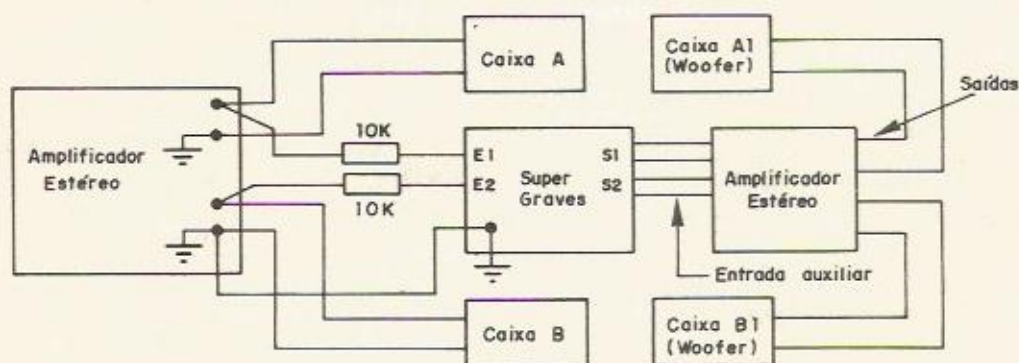 Caixa A
Caixa A1
(Woofer)
Saídas
Amplificador
Estéreo
10K
10K
E1
E2
Super
Graves
S1
S2
Amplificador
Estéreo
Entrada auxiliar
Caixa B
Caixa B1
(Woofer)